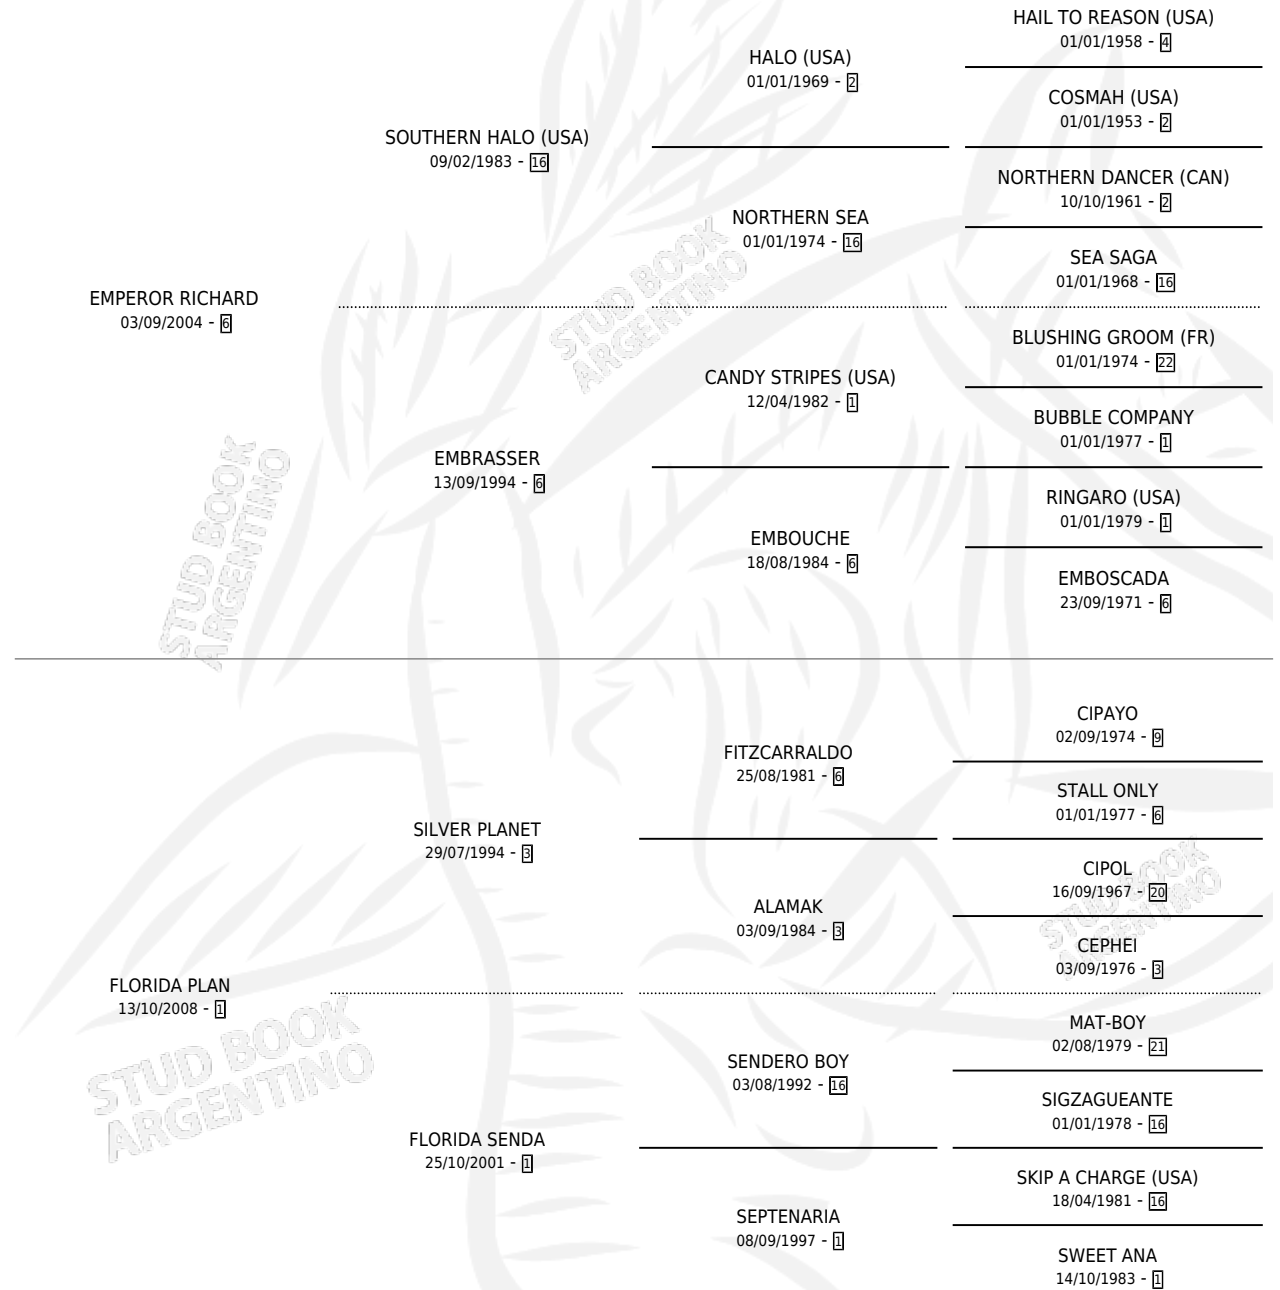 HAIL TO REASON (USA)
01/01/1958 - 4
HALO (USA)
01/01/1969 - 2
COSMAH (USA)
01/01/1953 - 2
SOUTHERN HALO (USA)
09/02/1983 - 16
NORTHERN DANCER (CAN)
10/10/1961 - 2
NORTHERN SEA
01/01/1974 - 16
SEA SAGA
01/01/1968 - 16
EMPEROR RICHARD
03/09/2004 - 6
STUD BOOK
ARGENTINO
BLUSHING GROOM (FR)
01/01/1974 - 22
CANDY STRIPES (USA)
12/04/1982 - 1
BUBBLE COMPANY
01/01/1977 - 1
EMBRASSER
13/09/1994 - 6
RINGARO (USA)
01/01/1979 - 1
EMBOUCHE
18/08/1984 - 6
EMBOSCADA
23/09/1971 - 6
STUD BOOK
ARGENTINO
CIPAYO
02/09/1974 - 9
FITZCARRALDO
25/08/1981 - 6
STALL ONLY
01/01/1977 - 6
SILVER PLANET
29/07/1994 - 3
CIPOL
16/09/1967 - 20
ALAMAK
03/09/1984 - 3
STUD BOOK
ARGENTINO
CEPHEI
03/09/1976 - 3
FLORIDA PLAN
13/10/2008 - 1
STUD BOOK
ARGENTINO
MAT-BOY
02/08/1979 - 21
SENDERO BOY
03/08/1992 - 16
SIGZAGUEANTE
01/01/1978 - 16
FLORIDA SENDA
25/10/2001 - 1
SKIP A CHARGE (USA)
18/04/1981 - 16
SEPTENARIA
08/09/1997 - 1
SWEET ANA
14/10/1983 - 1